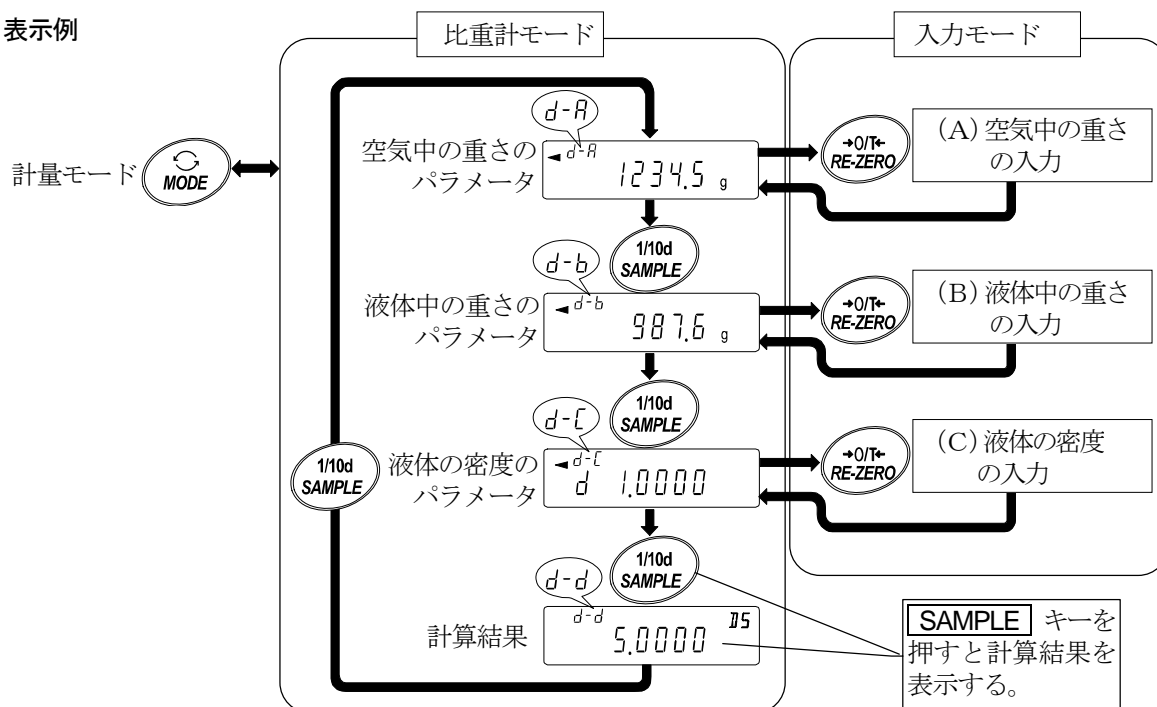 表示例
比重計モード
入力モード
計量モード
MODE
d-A
空気中の重さの
パラメータ
d-A
1234.5 g
→0/T←
RE-ZERO
(A) 空気中の重さ
の入力
1/10d
SAMPLE
d-b
液体中の重さの
パラメータ
d-b
987.6 g
→0/T←
RE-ZERO
(B) 液体中の重さ
の入力
1/10d
SAMPLE
d-C
液体の密度の
パラメータ
d-C
d 1.0000
→0/T←
RE-ZERO
(C) 液体の密度
の入力
1/10d
SAMPLE
1/10d
SAMPLE
d-d
計算結果
d-d
5.0000
DS
SAMPLE キーを
押すと計算結果を
表示する。